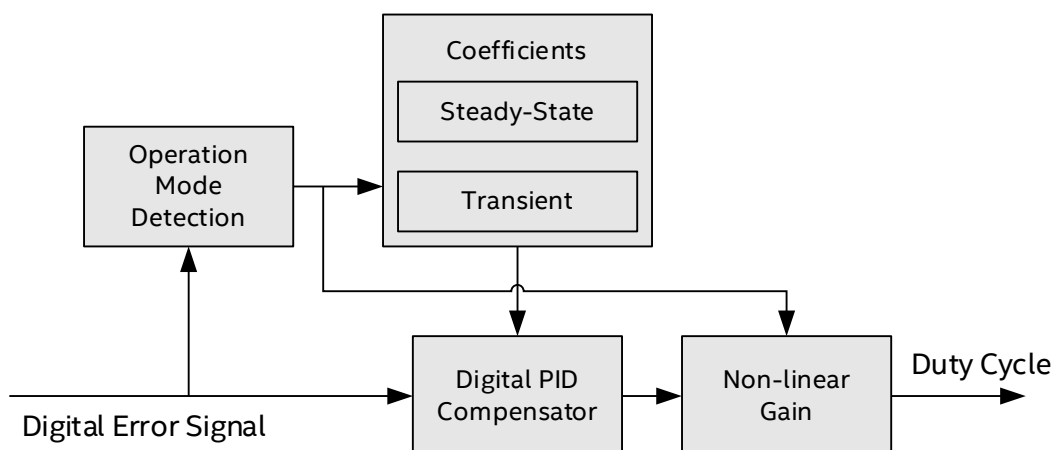 Coefficients
Steady-State
Operation
Mode
Detection
Transient
Digital PID
Compensator
Non-linear
Gain
Duty Cycle
Digital Error Signal